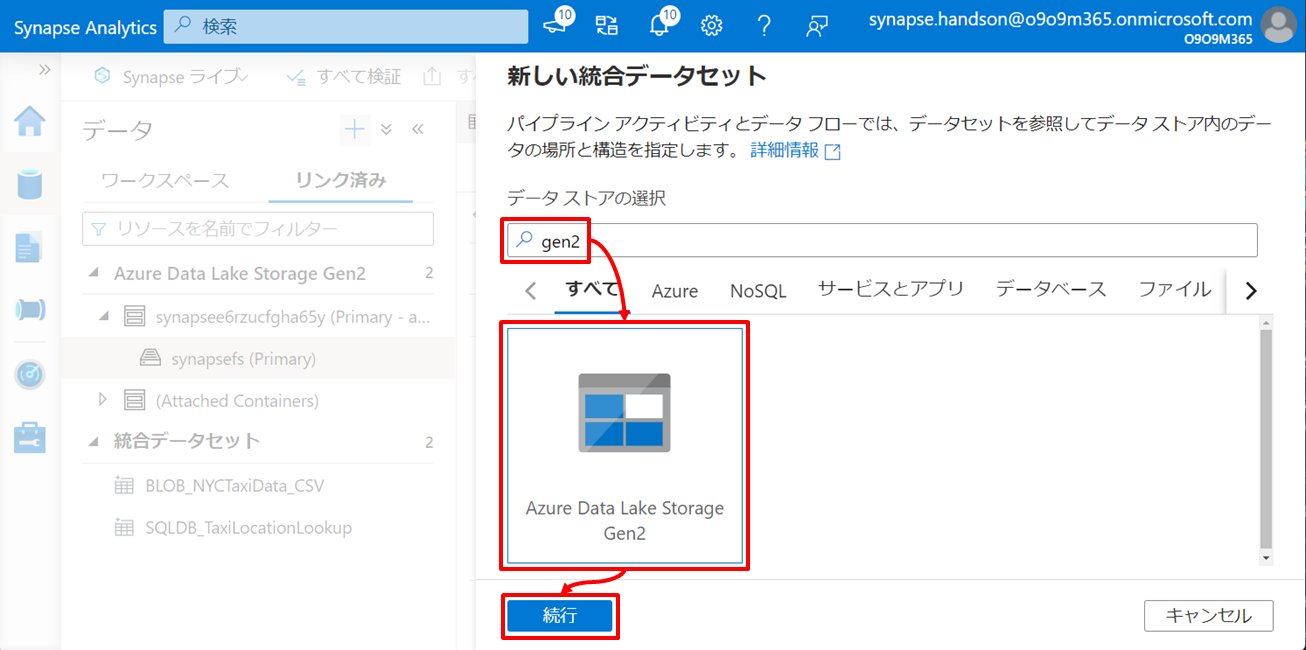 Synapse Analytics
検索
10
10
synapse.handson@o9o9m365.onmicrosoft.com
O9O9M365
Synapse ライブ
すべて検証
データ
ワークスペース
リンク済み
リソースを名前でフィルター
Azure Data Lake Storage Gen2 2
synapsee6rzucfgha65y (Primary - a...
synapsefs (Primary)
(Attached Containers)
統合データセット 2
BLOB_NYCTaxiData_CSV
SQLDB_TaxiLocationLookup
新しい統合データセット
パイプライン アクティビティとデータ フローでは、データセットを参照してデータ ストア内のデー
タの場所と構造を指定します。 詳細情報
データ ストアの選択
gen2
すべて Azure NoSQL サービスとアプリ データベース ファイル
Azure Data Lake Storage
Gen2
続行
キャンセル